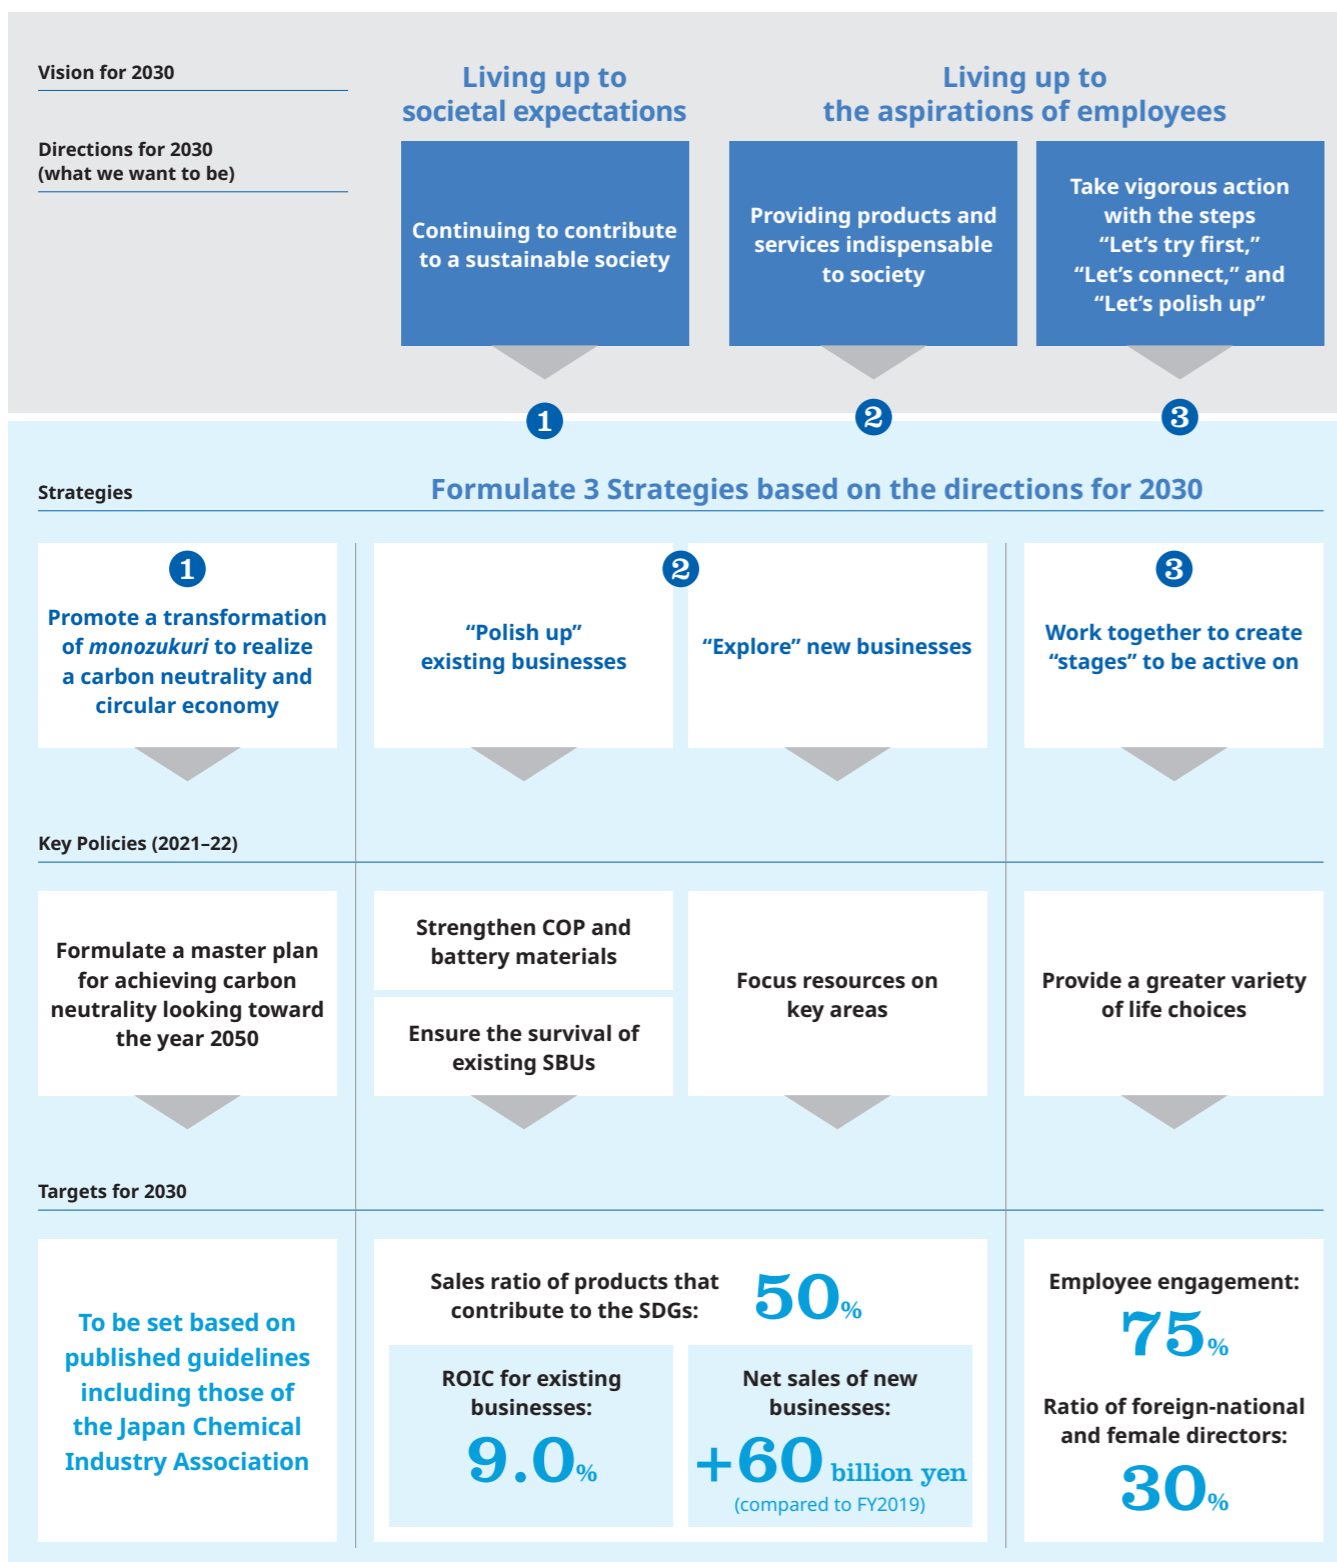 Vision for 2030
Living up to
societal expectations
Living up to
the aspirations of employees
Directions for 2030
(what we want to be)
Continuing to contribute
to a sustainable society
Providing products and
services indispensable
to society
Take vigorous action
with the steps
“Let’s try first,”
“Let’s connect,” and
“Let’s polish up”
1
2
3
Strategies
Formulate 3 Strategies based on the directions for 2030
1
Promote a transformation
of monozukuri to realize
a carbon neutrality and
circular economy
2
“Polish up”
existing businesses
“Explore” new businesses
3
Work together to create
“stages” to be active on
Key Policies (2021–22)
Formulate a master plan
for achieving carbon
neutrality looking toward
the year 2050
Strengthen COP and
battery materials
Ensure the survival of
existing SBUs
Focus resources on
key areas
Provide a greater variety
of life choices
Targets for 2030
To be set based on
published guidelines
including those of
the Japan Chemical
Industry Association
Sales ratio of products that
contribute to the SDGs:
50%
ROIC for existing
businesses:
9.0%
Net sales of new
businesses:
+60 billion yen
(compared to FY2019)
Employee engagement:
75%
Ratio of foreign-national
and female directors:
30%